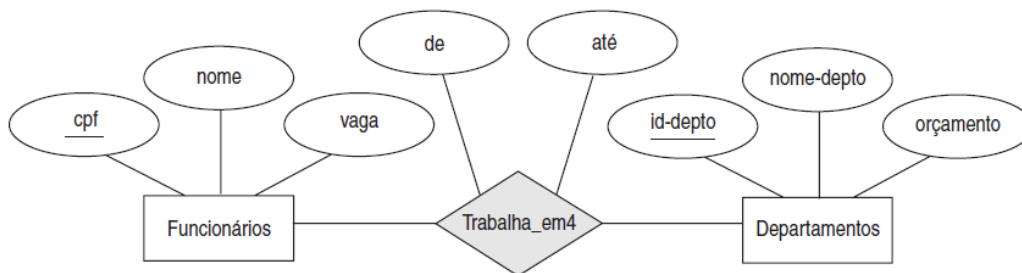 de
até
nome
nome-depto
cpf
vaga
id-depto
orçamento
Funcionários
Trabalha_em4
Departamentos